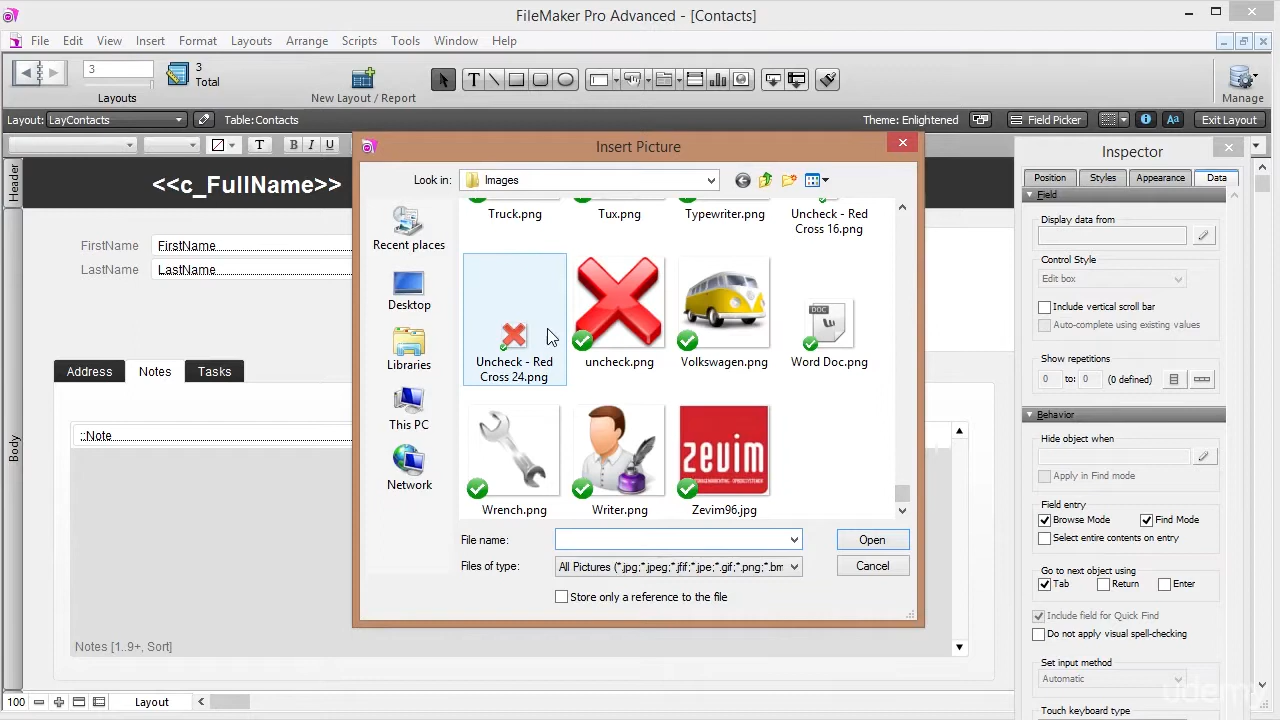 FileMaker Pro Advanced - [Contacts]
File Edit View Insert Format Layouts Arrange Scripts Tools Window Help
3
3
Total
Layouts
New Layout / Report
T
Manage
Layout: LayContacts
Table: Contacts
Theme: Enlightened
Field Picker
Aa
Exit Layout
T B I U
Header
<<c_FullName>>
FirstName
FirstName
LastName
LastName
Address
Notes
Tasks
Body
::Note
Notes [1..9+, Sort]
100
Layout
Insert Picture
Look in:
Images
Recent places
Desktop
Libraries
This PC
Network
Truck.png
Tux.png
Typewriter.png
Uncheck - Red
Cross 16.png
Uncheck - Red
Cross 24.png
uncheck.png
Volkswagen.png
DOC
W
Word Doc.png
Wrench.png
Writer.png
zevim
Zevim96.jpg
File name:
Open
Files of type:
All Pictures (*.jpg;*.jpeg;*.jfif;*.jpe;*.gif;*.png;*.bm
Cancel
Store only a reference to the file
Inspector
Position
Styles
Appearance
Data
Field
Display data from
Control Style
Edit box
Include vertical scroll bar
Auto-complete using existing values
Show repetitions
0 to: 0 (0 defined)
Behavior
Hide object when
Apply in Find mode
Field entry
Browse Mode
Find Mode
Select entire contents on entry
Go to next object using
Tab
Return
Enter
Include field for Quick Find
Do not apply visual spell-checking
Set input method
Automatic
Touch keyboard type
udemy